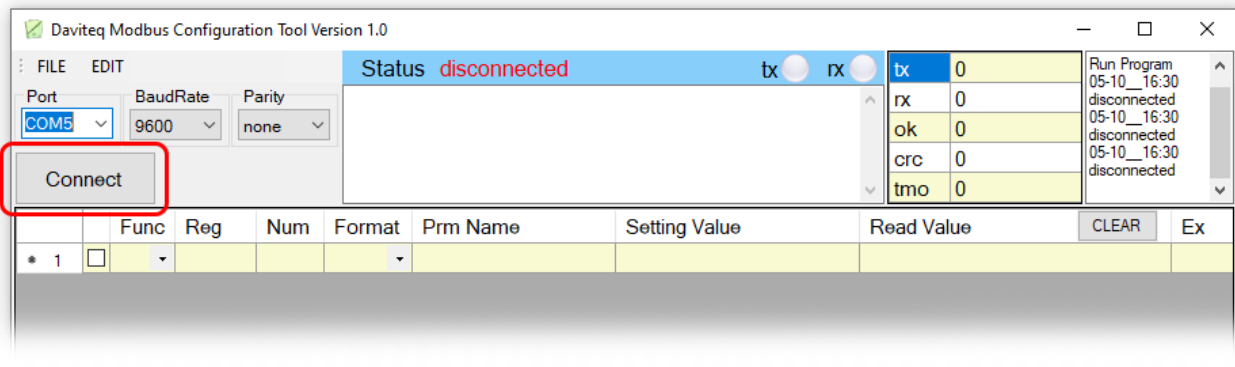 Daviteq Modbus Configuration Tool Version 1.0
FILE EDIT
Port BaudRate Parity
COM5 9600 none
Connect
Status disconnected tx rx
tx 0
rx 0
ok 0
crc 0
tmo 0
Run Program
05-10__16:30
disconnected
05-10__16:30
disconnected
05-10__16:30
disconnected
Func Reg Num Format Prm Name Setting Value Read Value CLEAR Ex
* 1